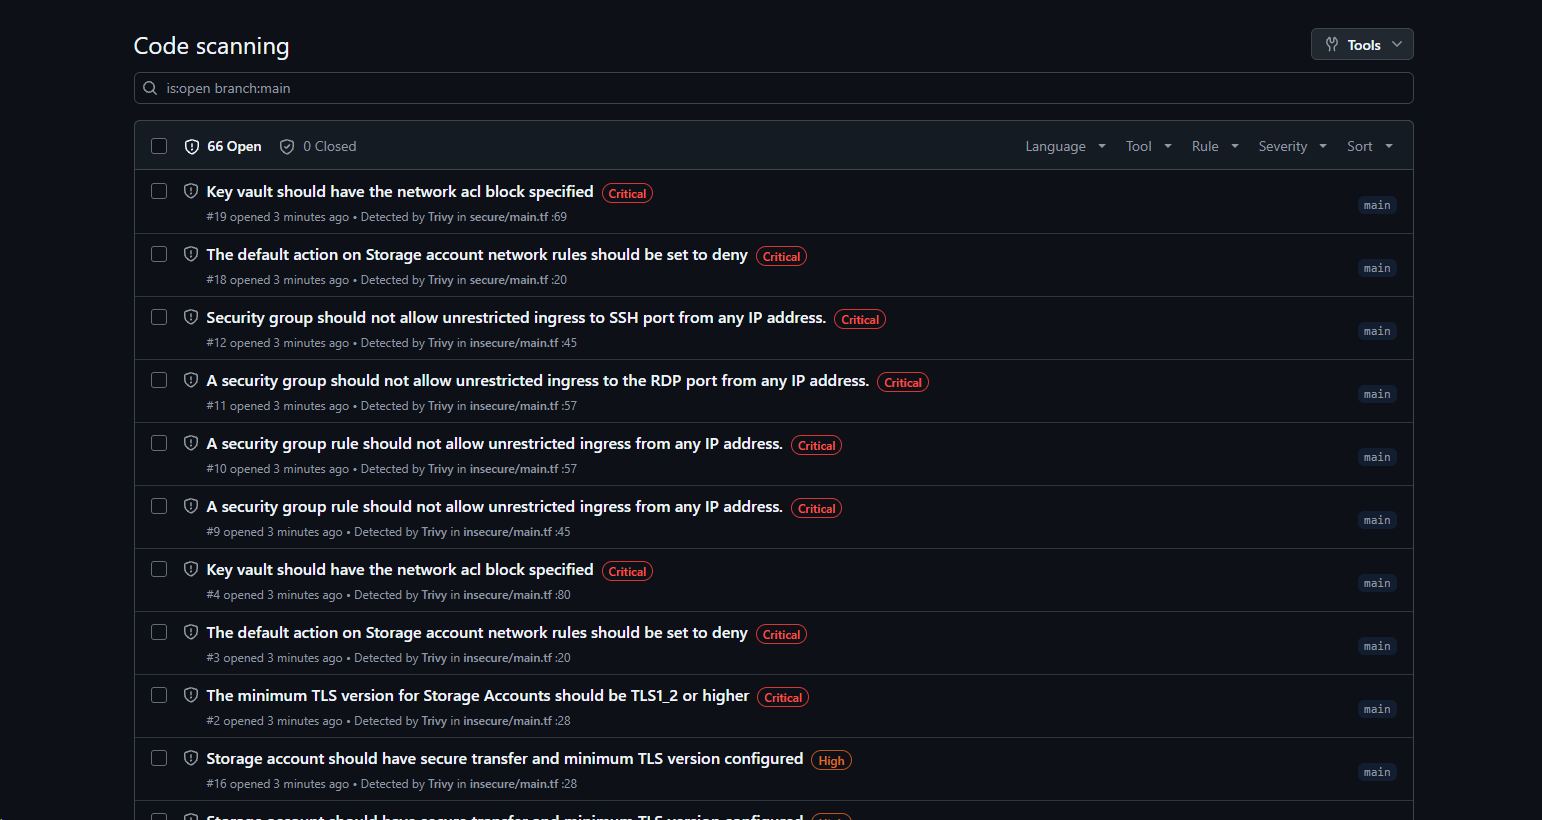 Code scanning
Tools
is:open branch:main
66 Open 0 Closed Language Tool Rule Severity Sort
Key vault should have the network acl block specified Critical
main
#19 opened 3 minutes ago • Detected by Trivy in secure/main.tf :69
The default action on Storage account network rules should be set to deny Critical
main
#18 opened 3 minutes ago • Detected by Trivy in secure/main.tf :20
Security group should not allow unrestricted ingress to SSH port from any IP address. Critical
main
#12 opened 3 minutes ago • Detected by Trivy in insecure/main.tf :45
A security group should not allow unrestricted ingress to the RDP port from any IP address. Critical
main
#11 opened 3 minutes ago • Detected by Trivy in insecure/main.tf :57
A security group rule should not allow unrestricted ingress from any IP address. Critical
main
#10 opened 3 minutes ago • Detected by Trivy in insecure/main.tf :57
A security group rule should not allow unrestricted ingress from any IP address. Critical
main
#9 opened 3 minutes ago • Detected by Trivy in insecure/main.tf :45
Key vault should have the network acl block specified Critical
main
#4 opened 3 minutes ago • Detected by Trivy in insecure/main.tf :80
The default action on Storage account network rules should be set to deny Critical
main
#3 opened 3 minutes ago • Detected by Trivy in insecure/main.tf :20
The minimum TLS version for Storage Accounts should be TLS1_2 or higher Critical
main
#2 opened 3 minutes ago • Detected by Trivy in insecure/main.tf :28
Storage account should have secure transfer and minimum TLS version configured High
main
#16 opened 3 minutes ago • Detected by Trivy in insecure/main.tf :28
Storage account should have secure transfer and minimum TLS version configured